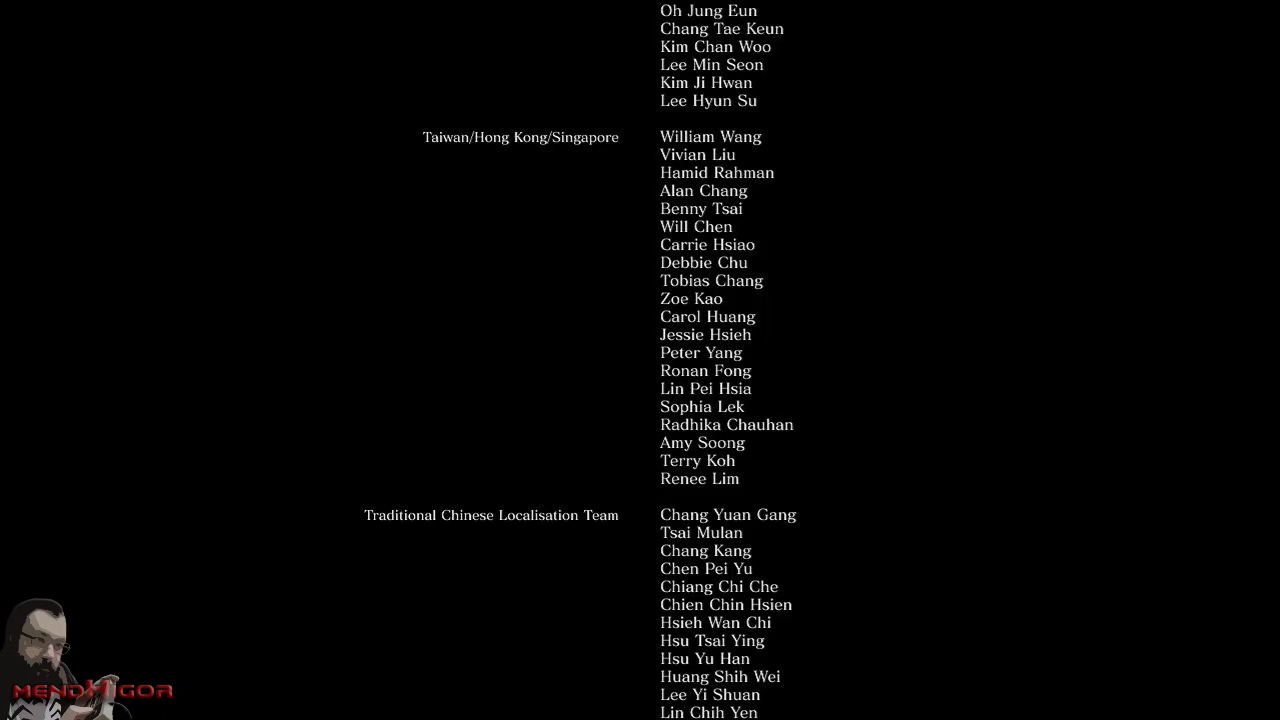 Oh Jung Eun
Chang Tae Keun
Kim Chan Woo
Lee Min Seon
Kim Ji Hwan
Lee Hyun Su
Taiwan/Hong Kong/Singapore William Wang
Vivian Liu
Hamid Rahman
Alan Chang
Benny Tsai
Will Chen
Carrie Hsiao
Debbie Chu
Tobias Chang
Zoe Kao
Carol Huang
Jessie Hsieh
Peter Yang
Ronan Fong
Lin Pei Hsia
Sophia Lek
Radhika Chauhan
Amy Soong
Terry Koh
Renee Lim
Traditional Chinese Localisation Team Chang Yuan Gang
Tsai Mulan
Chang Kang
Chen Pei Yu
Chiang Chi Che
Chien Chin Hsien
Hsieh Wan Chi
Hsu Tsai Ying
Hsu Yu Han
Huang Shih Wei
Lee Yi Shuan
Lin Chih Yen